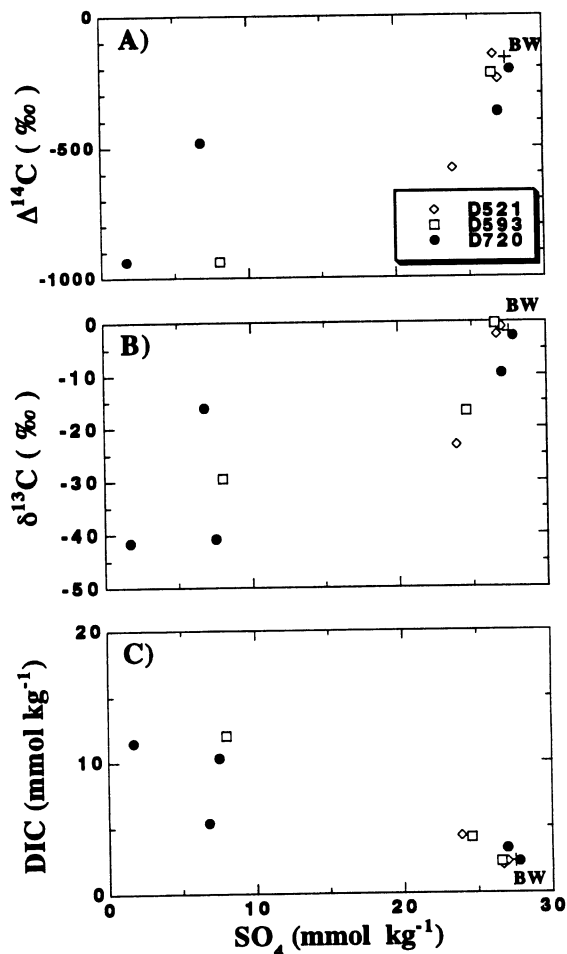 A)
BW
0
-500
-1000
Δ¹⁴C ( ‰)
D521
D593
D720
B)
BW
0
-10
-20
-30
-40
-50
δ¹³C ( ‰)
C)
20
10
0
DIC (mmol kg⁻¹)
BW
0 10 20 30
SO₄ (mmol kg⁻¹)